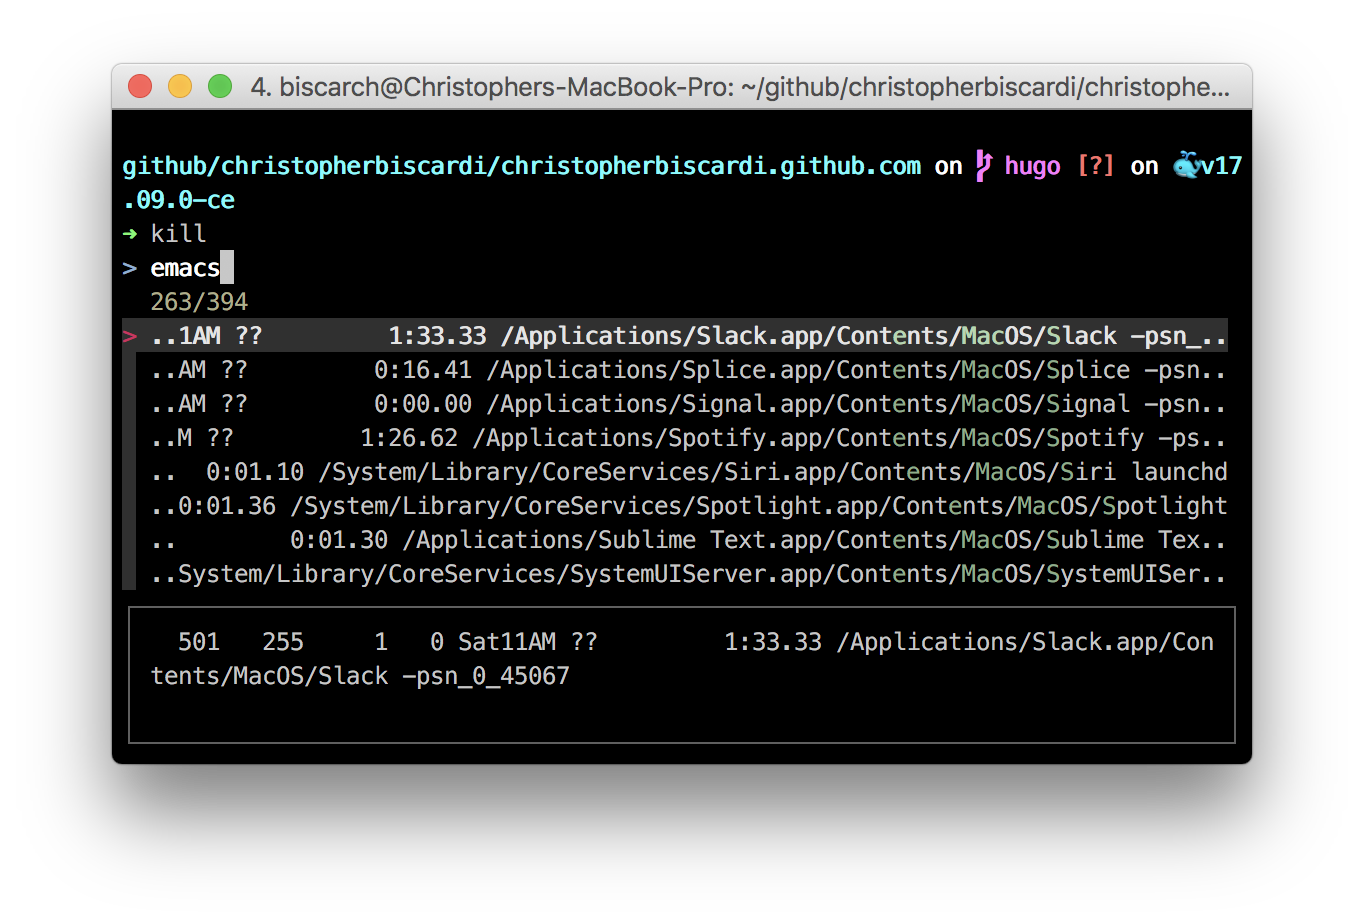 4. biscarch@Christophers-MacBook-Pro: ~/github/christopherbiscardi/christophe...
github/christopherbiscardi/christopherbiscardi.github.com on hugo [?] on 🐳v17
.09.0-ce
➜ kill
> emacs
263/394
> ..1AM ??         1:33.33 /Applications/Slack.app/Contents/MacOS/Slack -psn_..
..AM ??         0:16.41 /Applications/Splice.app/Contents/MacOS/Splice -psn..
..AM ??         0:00.00 /Applications/Signal.app/Contents/MacOS/Signal -psn..
..M ??         1:26.62 /Applications/Spotify.app/Contents/MacOS/Spotify -ps..
..  0:01.10 /System/Library/CoreServices/Siri.app/Contents/MacOS/Siri launchd
..0:01.36 /System/Library/CoreServices/Spotlight.app/Contents/MacOS/Spotlight
..        0:01.30 /Applications/Sublime Text.app/Contents/MacOS/Sublime Tex..
..System/Library/CoreServices/SystemUIServer.app/Contents/MacOS/SystemUISer..
501   255     1   0 Sat11AM ??         1:33.33 /Applications/Slack.app/Con
tents/MacOS/Slack -psn_0_45067